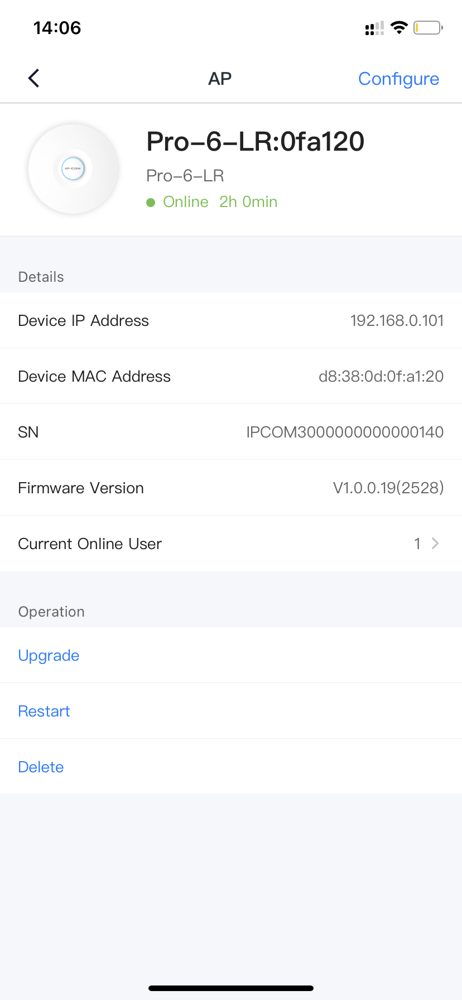 14:06
AP
Configure
IP-COM
Pro-6-LR:0fa120
Pro-6-LR
Online 2h 0min
Details
Device IP Address 192.168.0.101
Device MAC Address d8:38:0d:0f:a1:20
SN IPCOM3000000000000140
Firmware Version V1.0.0.19(2528)
Current Online User 1
Operation
Upgrade
Restart
Delete